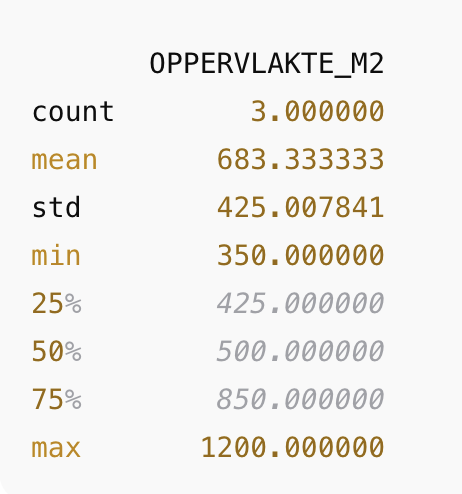 OPPERVLAKTE_M2
count 3.000000
mean 683.333333
std 425.007841
min 350.000000
25% 425.000000
50% 500.000000
75% 850.000000
max 1200.000000